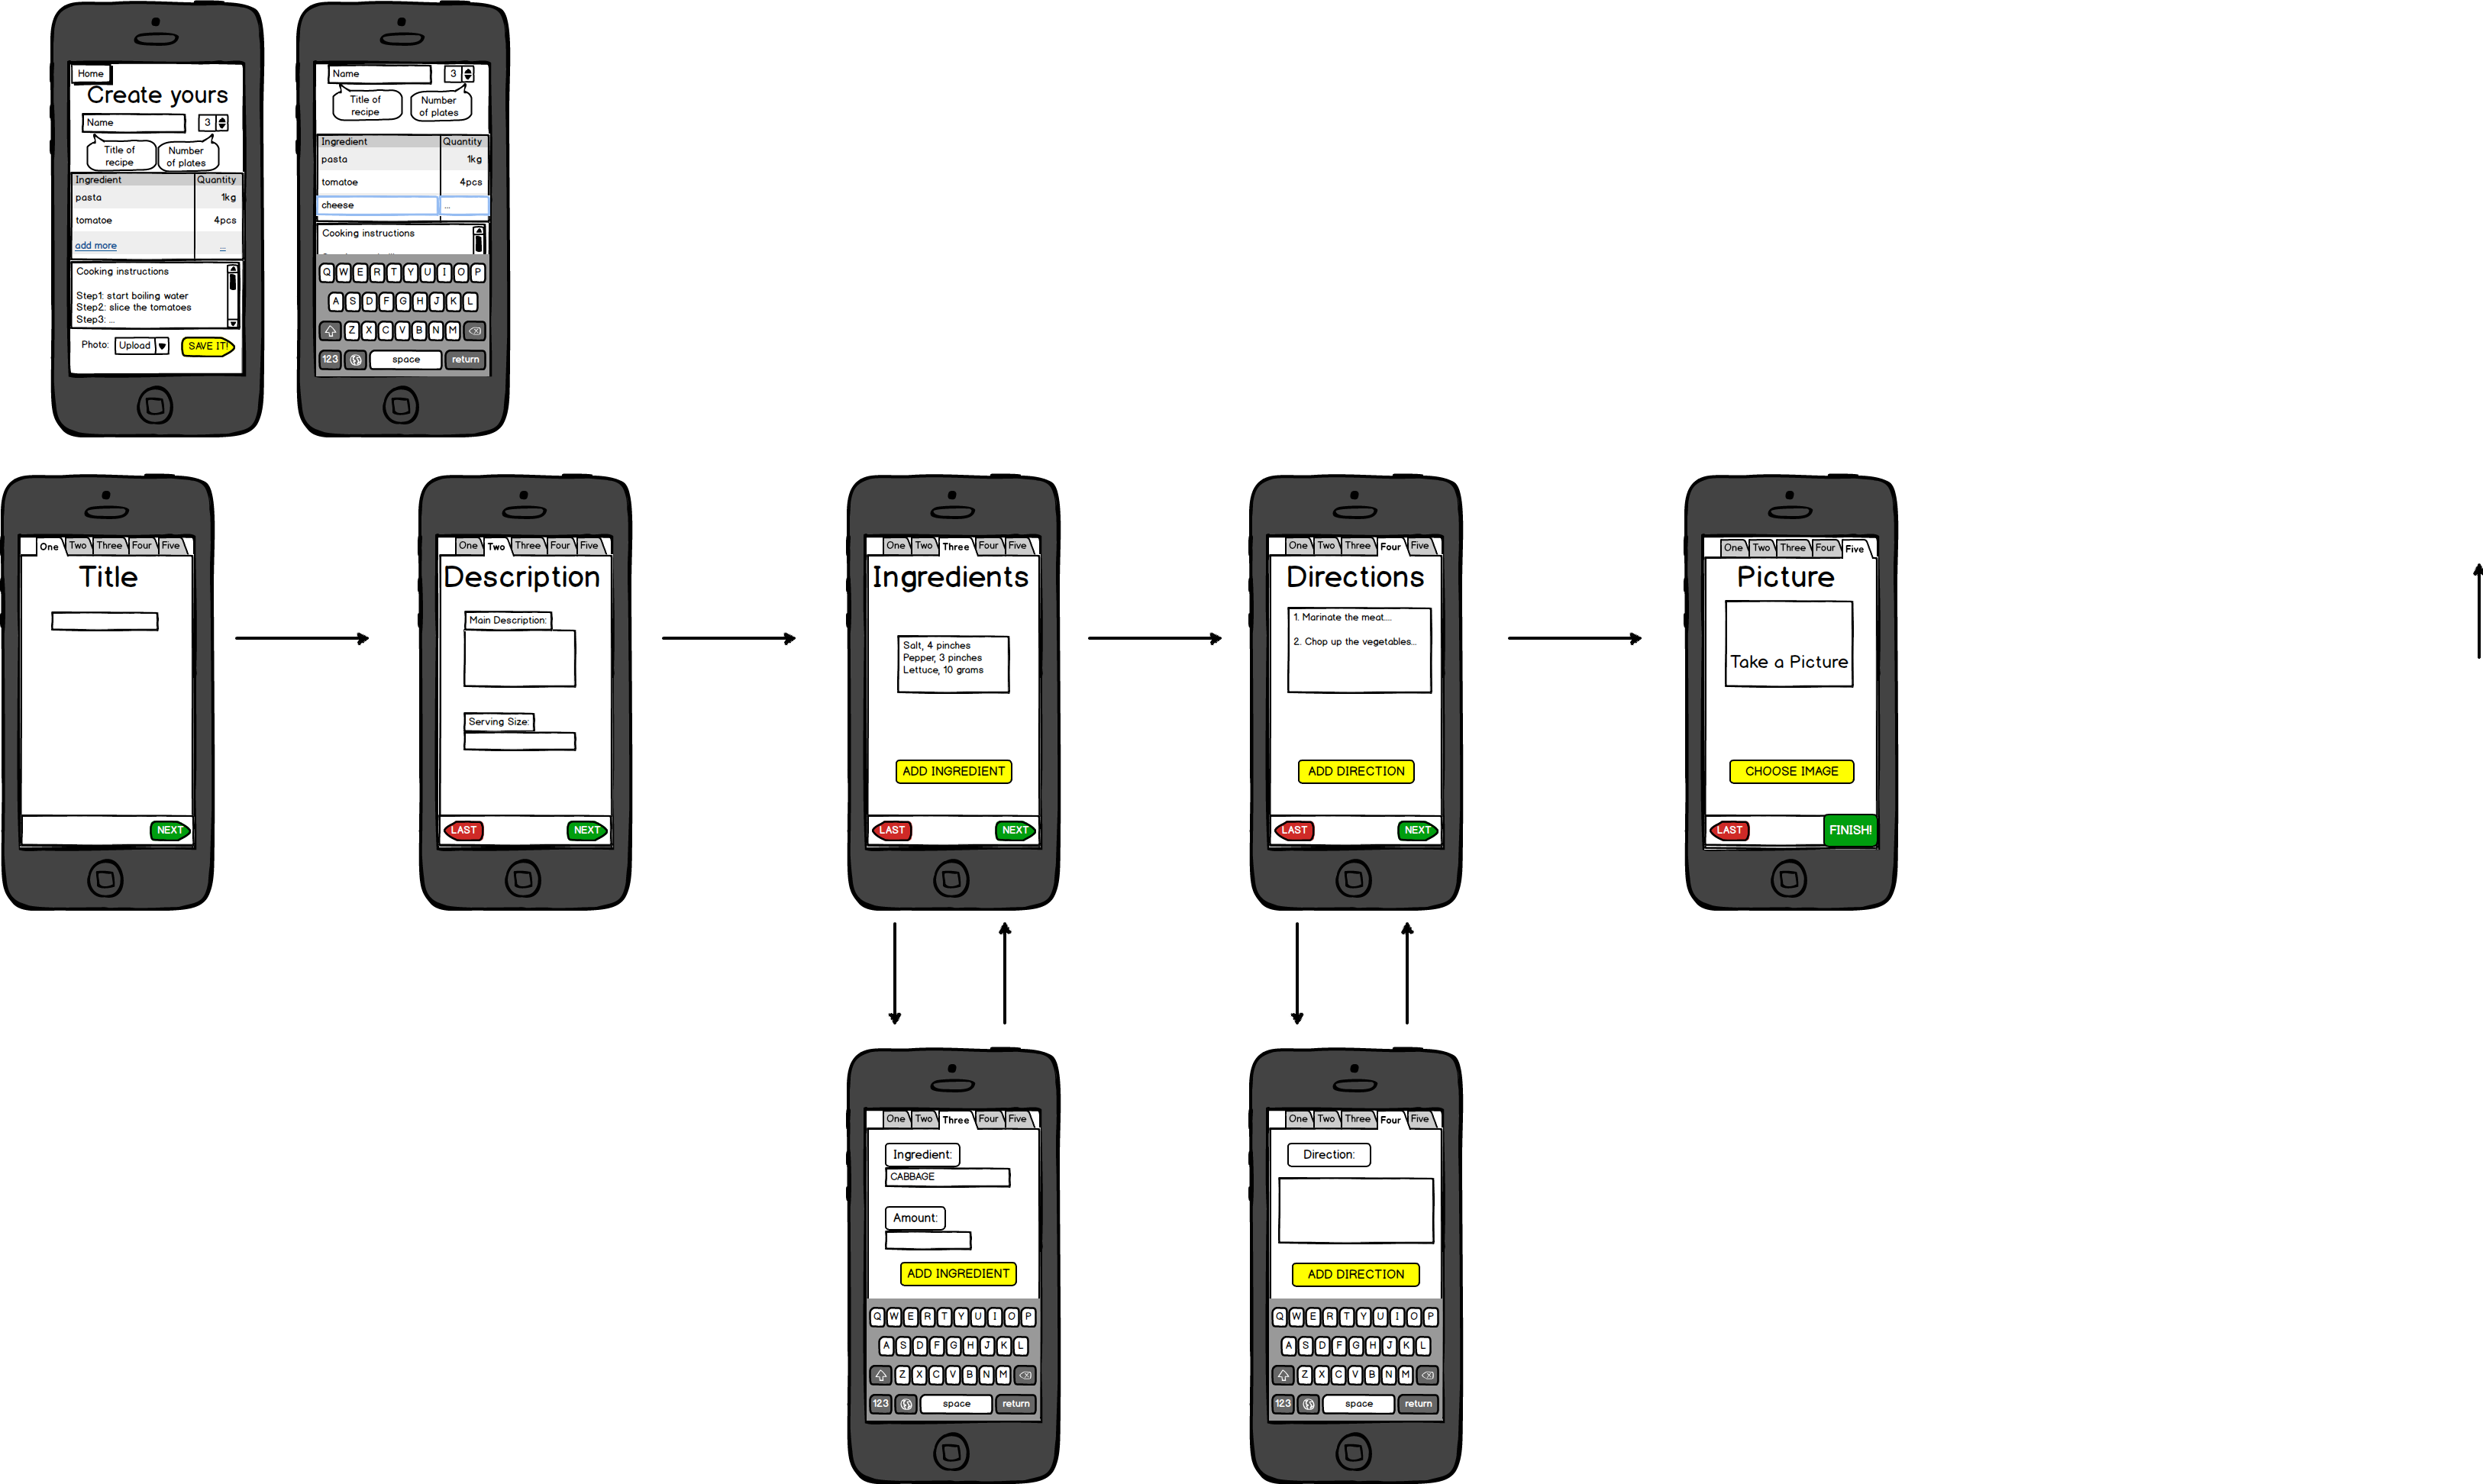 Home
Create yours
Name
3
Title of
recipe
Number
of plates
Ingredient Quantity
pasta 1kg
tomatoe 4pcs
add more ...
Cooking instructions
Step1: start boiling water
Step2: slice the tomatoes
Step3: ...
Photo: Upload SAVE IT!
Name
3
Title of
recipe
Number
of plates
Ingredient Quantity
pasta 1kg
tomatoe 4pcs
cheese ...
Cooking instructions
Q W E R T Y U I O P
A S D F G H J K L
Z X C V B N M
123 space return
One Two Three Four Five
Title
NEXT
One Two Three Four Five
Description
Main Description:
Serving Size:
LAST NEXT
One Two Three Four Five
Ingredients
Salt, 4 pinches
Pepper, 3 pinches
Lettuce, 10 grams
ADD INGREDIENT
LAST NEXT
One Two Three Four Five
Directions
1. Marinate the meat....
2. Chop up the vegetables...
ADD DIRECTION
LAST NEXT
One Two Three Four Five
Picture
Take a Picture
CHOOSE IMAGE
LAST FINISH!
One Two Three Four Five
Ingredient:
CABBAGE
Amount:
ADD INGREDIENT
Q W E R T Y U I O P
A S D F G H J K L
Z X C V B N M
123 space return
One Two Three Four Five
Direction:
ADD DIRECTION
Q W E R T Y U I O P
A S D F G H J K L
Z X C V B N M
123 space return